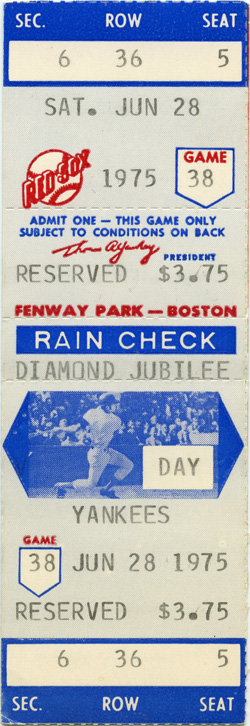 SEC. ROW SEAT
6 36 5
SAT. JUN 28
RED SOX
1975
GAME
38
ADMIT ONE — THIS GAME ONLY
SUBJECT TO CONDITIONS ON BACK
PRESIDENT
RESERVED $3.75
FENWAY PARK — BOSTON
RAIN CHECK
DIAMOND JUBILEE
DAY
YANKEES
GAME
38 JUN 28 1975
RESERVED $3.75
6 36 5
SEC. ROW SEAT